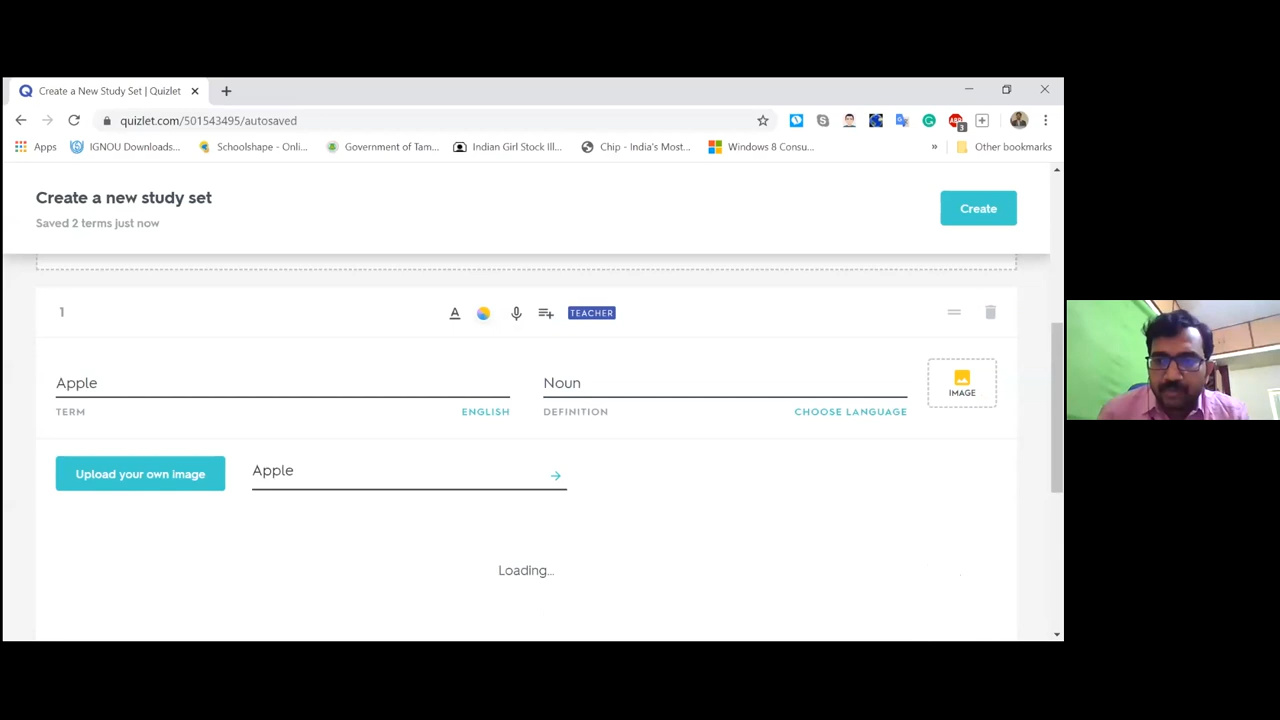 Create a New Study Set | Quizlet
quizlet.com/501543495/autosaved
3
Apps
IGNOU Downloads...
Schoolshape - Onli...
Government of Tam...
Indian Girl Stock Ill...
Chip - India's Most...
Windows 8 Consu...
»
Other bookmarks
Create a new study set
Saved 2 terms just now
Create
1
A
TEACHER
Apple
Noun
IMAGE
TERM
ENGLISH
DEFINITION
CHOOSE LANGUAGE
Upload your own image
Apple
Loading...